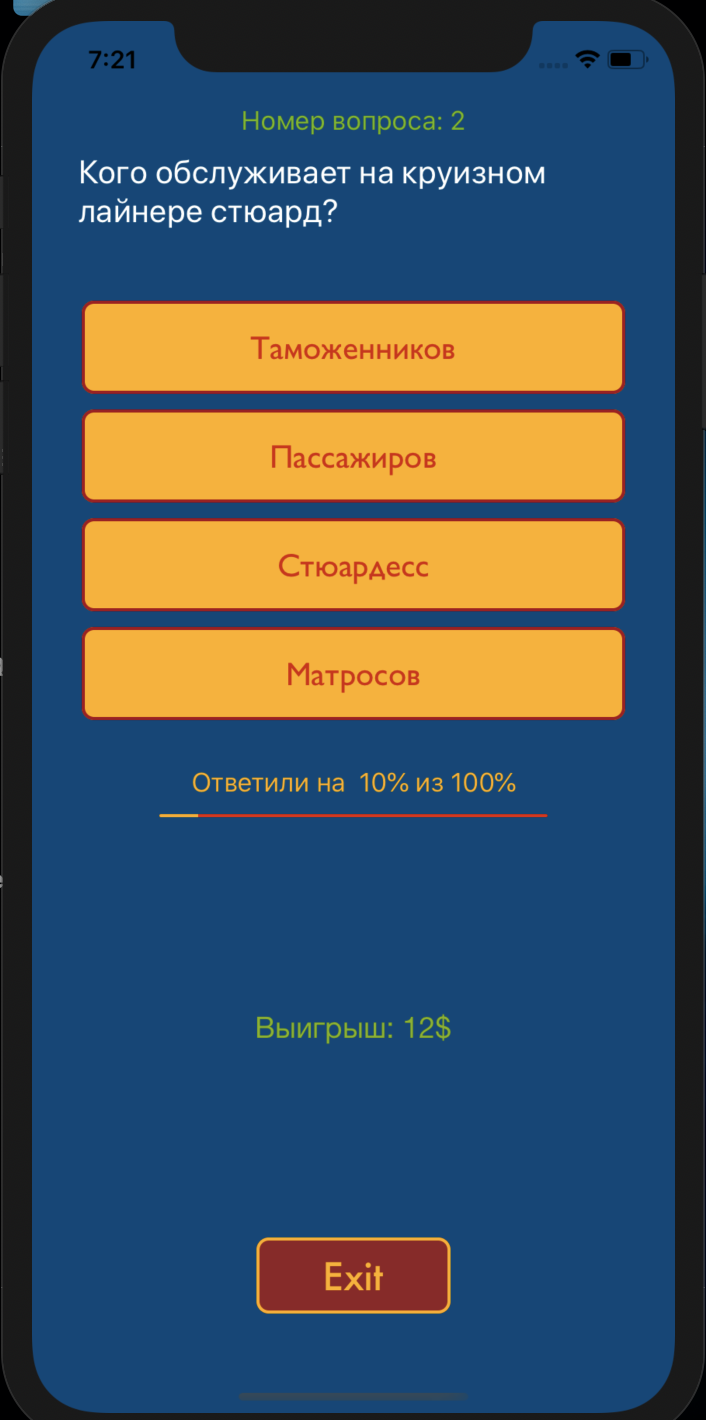 7:21
Номер вопроса: 2
Кого обслуживает на круизном
лайнере стюард?
Таможенников
Пассажиров
Стюардесс
Матросов
Ответили на  10% из 100%
Выигрыш: 12$
Exit